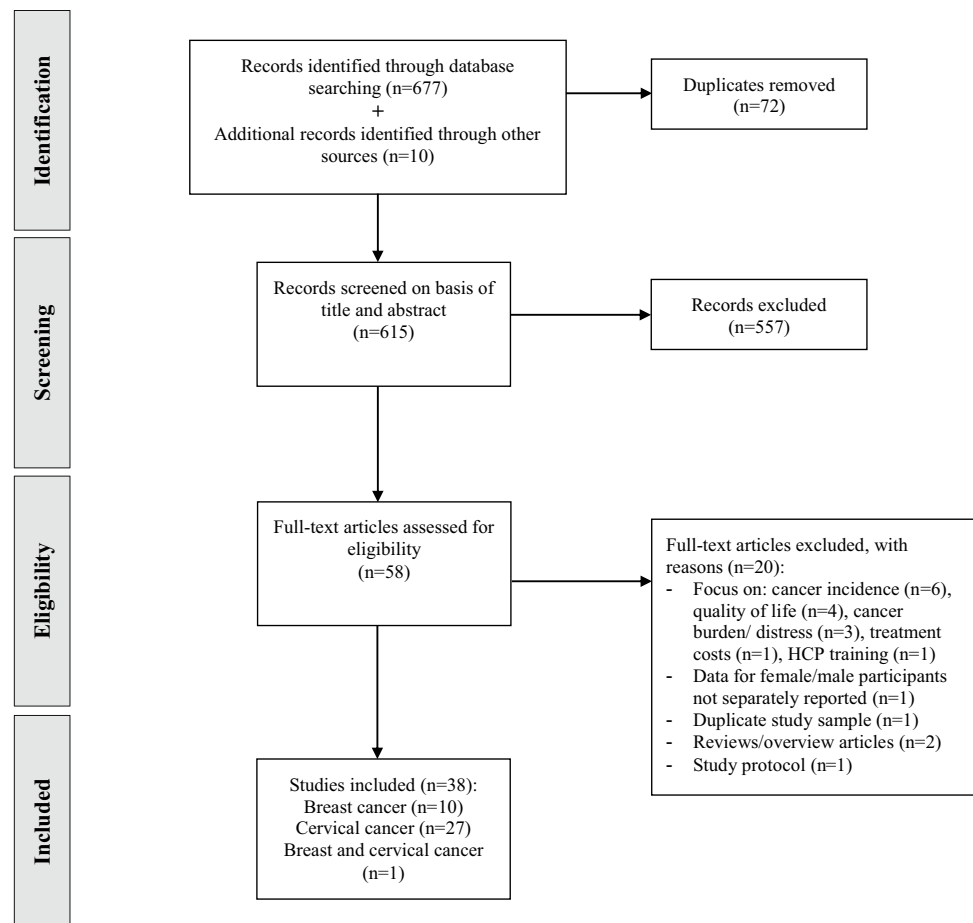 Identification
Records identified through database
searching (n=677)
+
Additional records identified through other
sources (n=10)
Duplicates removed
(n=72)
Screening
Records screened on basis of
title and abstract
(n=615)
Records excluded
(n=557)
Eligibility
Full-text articles assessed for
eligibility
(n=58)
Full-text articles excluded, with
reasons (n=20):
- Focus on: cancer incidence (n=6),
quality of life (n=4), cancer
burden/ distress (n=3), treatment
costs (n=1), HCP training (n=1)
- Data for female/male participants
not separately reported (n=1)
- Duplicate study sample (n=1)
- Reviews/overview articles (n=2)
- Study protocol (n=1)
Included
Studies included (n=38):
Breast cancer (n=10)
Cervical cancer (n=27)
Breast and cervical cancer
(n=1)